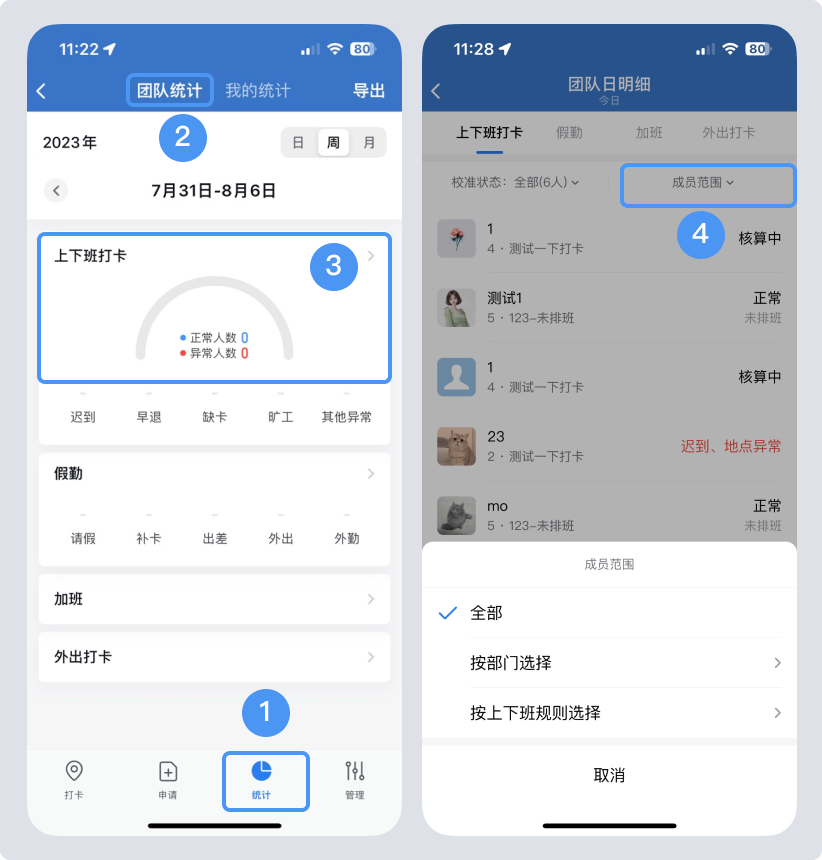 11:22
80
团队统计 我的统计 导出
2
2023年 日 周 月
7月31日-8月6日
上下班打卡
3
正常人数 0
异常人数 0
- - - - -
迟到 早退 缺卡 旷工 其他异常
假勤
- - - - -
请假 补卡 出差 外出 外勤
加班
外出打卡
1
打卡 申请 统计 管理
11:28
80
团队日明细
今日
上下班打卡 假勤 加班 外出打卡
校准状态：全部(6人) 成员范围
4
1
4 · 测试一下打卡
核算中
测试1
5 · 123-未排班
正常
未排班
1
4 · 测试一下打卡
核算中
23
2 · 测试一下打卡
迟到、地点异常
mo
5 · 123-未排班
正常
未排班
成员范围
全部
按部门选择
按上下班规则选择
取消